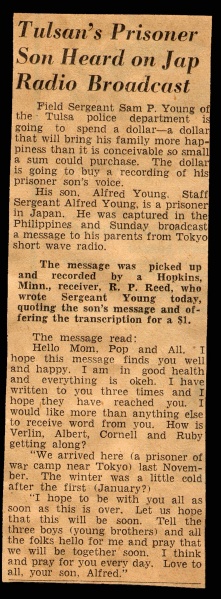 Tulsan's Prisoner
Son Heard on Jap
Radio Broadcast
Field Sergeant Sam P. Young of
the Tulsa police department is
going to spend a dollar—a dollar
that will bring his family more hap-
piness than it is conceivable so small
a sum could purchase. The dollar
is going to buy a recording of his
prisoner son's voice.
His son, Alfred Young, Staff
Sergeant Alfred Young, is a prisoner
in Japan. He was captured in the
Philippines and Sunday broadcast
a message to his parents from Tokyo
short wave radio.
The message was picked up
and recorded by a Hopkins,
Minn., receiver, R. P. Reed, who
wrote Sergeant Young today,
quoting the son's message and of-
fering the transcription for a $1.
The message read:
Hello Mom, Pop and All. I
hope this message finds you well
and happy. I am in good health
and everything is okeh. I have
written to you three times and I
hope they have reached you. I
would like more than anything else
to receive word from you. How is
Verlin, Albert, Cornell and Ruby
getting along?
"We arrived here (a prisoner of
war camp near Tokyo) last Novem-
ber. The winter was a little cold
after the first (January?)
"I hope to be with you all as
soon as this is over. Let us hope
that this will be soon. Tell the
three boys (young brothers) and all
the folks hello for me and pray that
we will be together soon. I think
and pray for you every day. Love to
all, your son, Alfred."